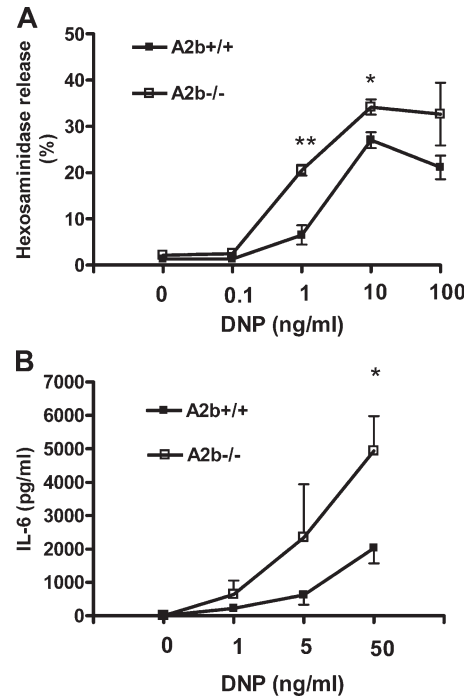 A
50
40
30
20
10
0
Hexosaminidase release
(%)
A2b+/+
A2b-/-
**
*
0 0.1 1 10 100
DNP (ng/ml)
B
7000
6000
5000
4000
3000
2000
1000
0
IL-6 (pg/ml)
A2b+/+
A2b-/-
*
0 1 5 50
DNP (ng/ml)